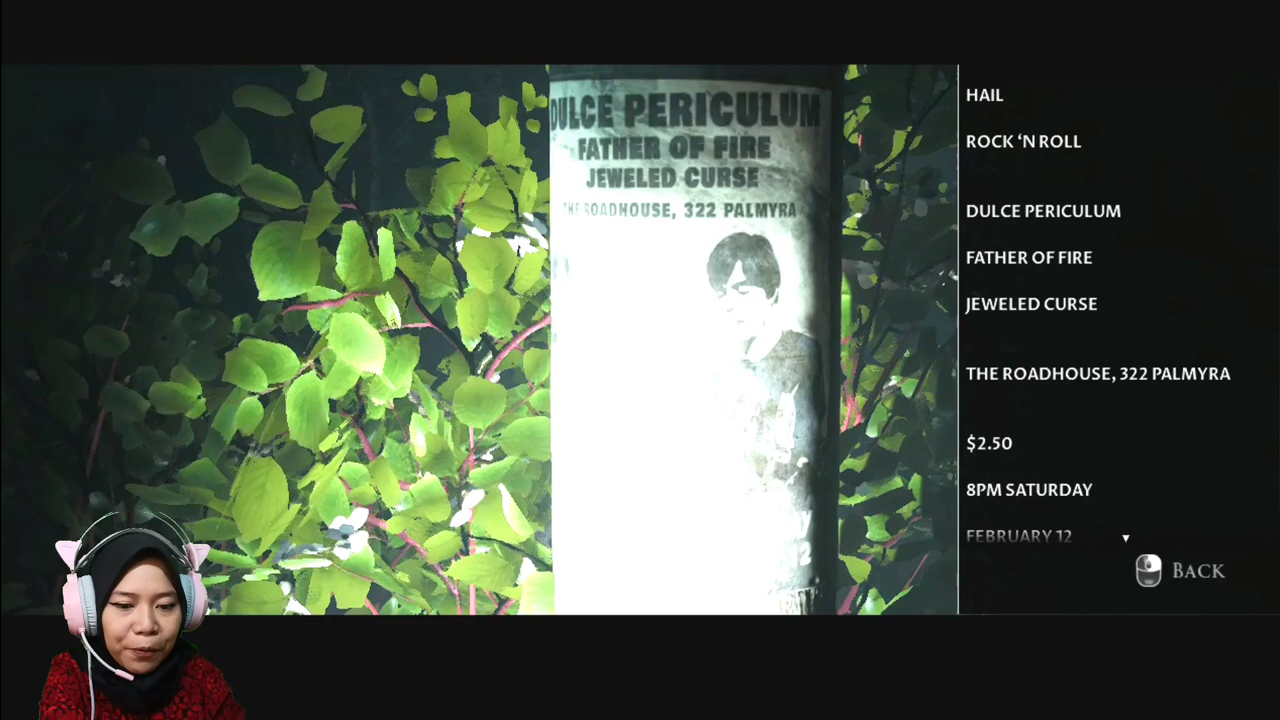 DULCE PERICULUM
FATHER OF FIRE
JEWELED CURSE
THE ROADHOUSE, 322 PALMYRA
HAIL
ROCK ‘N ROLL
DULCE PERICULUM
FATHER OF FIRE
JEWELED CURSE
THE ROADHOUSE, 322 PALMYRA
$2.50
8PM SATURDAY
FEBRUARY 12
BACK